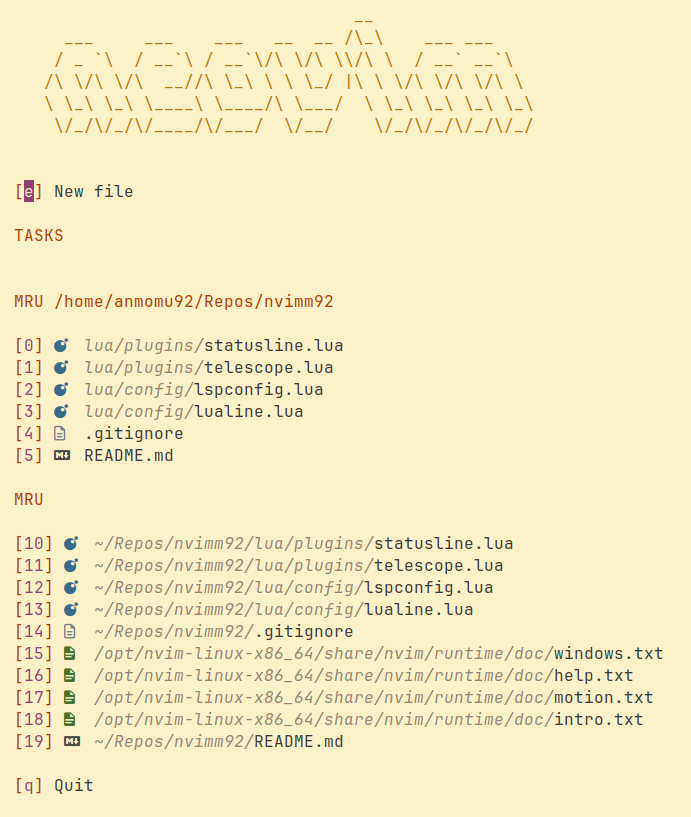 __
     ___     ___    ___   __  __ /\_\    ___ ___
    / _ `\  / __`\ / __`\/\ \/\ \\/\ \  / __` __`\
   /\ \/\ \/\  __//\ \_\ \ \ \_/ |\ \ \/\ \/\ \/\ \
   \ \_\ \_\ \____\ \____/\ \___/  \ \_\ \_\ \_\ \_\
    \/_/\/_/\/____/\/___/  \/__/    \/_/\/_/\/_/\/_/
[e] New file
TASKS
MRU /home/anmomu92/Repos/nvimm92
[0] lua/plugins/statusline.lua
[1] lua/plugins/telescope.lua
[2] lua/config/lspconfig.lua
[3] lua/config/lualine.lua
[4] .gitignore
[5] README.md
MRU
[10] ~/Repos/nvimm92/lua/plugins/statusline.lua
[11] ~/Repos/nvimm92/lua/plugins/telescope.lua
[12] ~/Repos/nvimm92/lua/config/lspconfig.lua
[13] ~/Repos/nvimm92/lua/config/lualine.lua
[14] ~/Repos/nvimm92/.gitignore
[15] /opt/nvim-linux-x86_64/share/nvim/runtime/doc/windows.txt
[16] /opt/nvim-linux-x86_64/share/nvim/runtime/doc/help.txt
[17] /opt/nvim-linux-x86_64/share/nvim/runtime/doc/motion.txt
[18] /opt/nvim-linux-x86_64/share/nvim/runtime/doc/intro.txt
[19] ~/Repos/nvimm92/README.md
[q] Quit